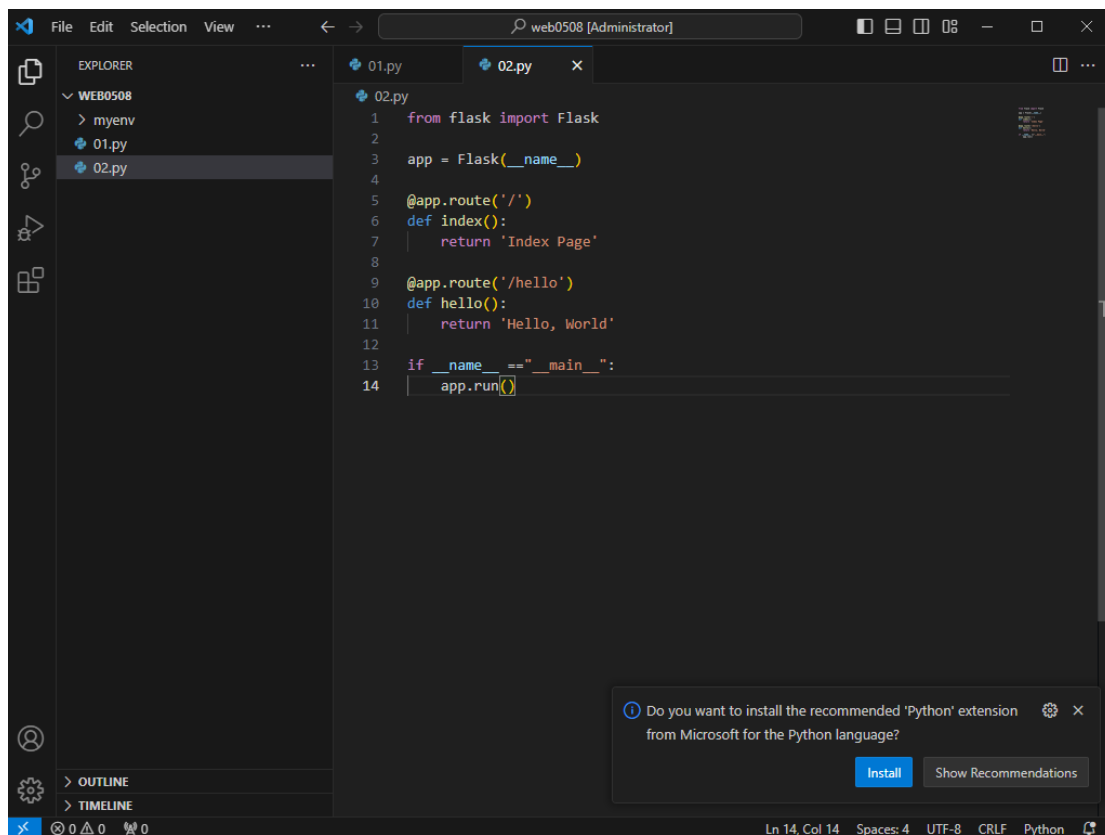 File Edit Selection View ··· web0508 [Administrator]
EXPLORER ···
WEB0508
myenv
01.py
02.py
OUTLINE
TIMELINE
01.py 02.py
02.py
1 from flask import Flask
2
3 app = Flask(__name__)
4
5 @app.route('/')
6 def index():
7     return 'Index Page'
8
9 @app.route('/hello')
10 def hello():
11     return 'Hello, World'
12
13 if __name__ =="__main__":
14     app.run()
Do you want to install the recommended 'Python' extension
from Microsoft for the Python language?
Install Show Recommendations
0 0 0 Ln 14, Col 14 Spaces: 4 UTF-8 CRLF Python